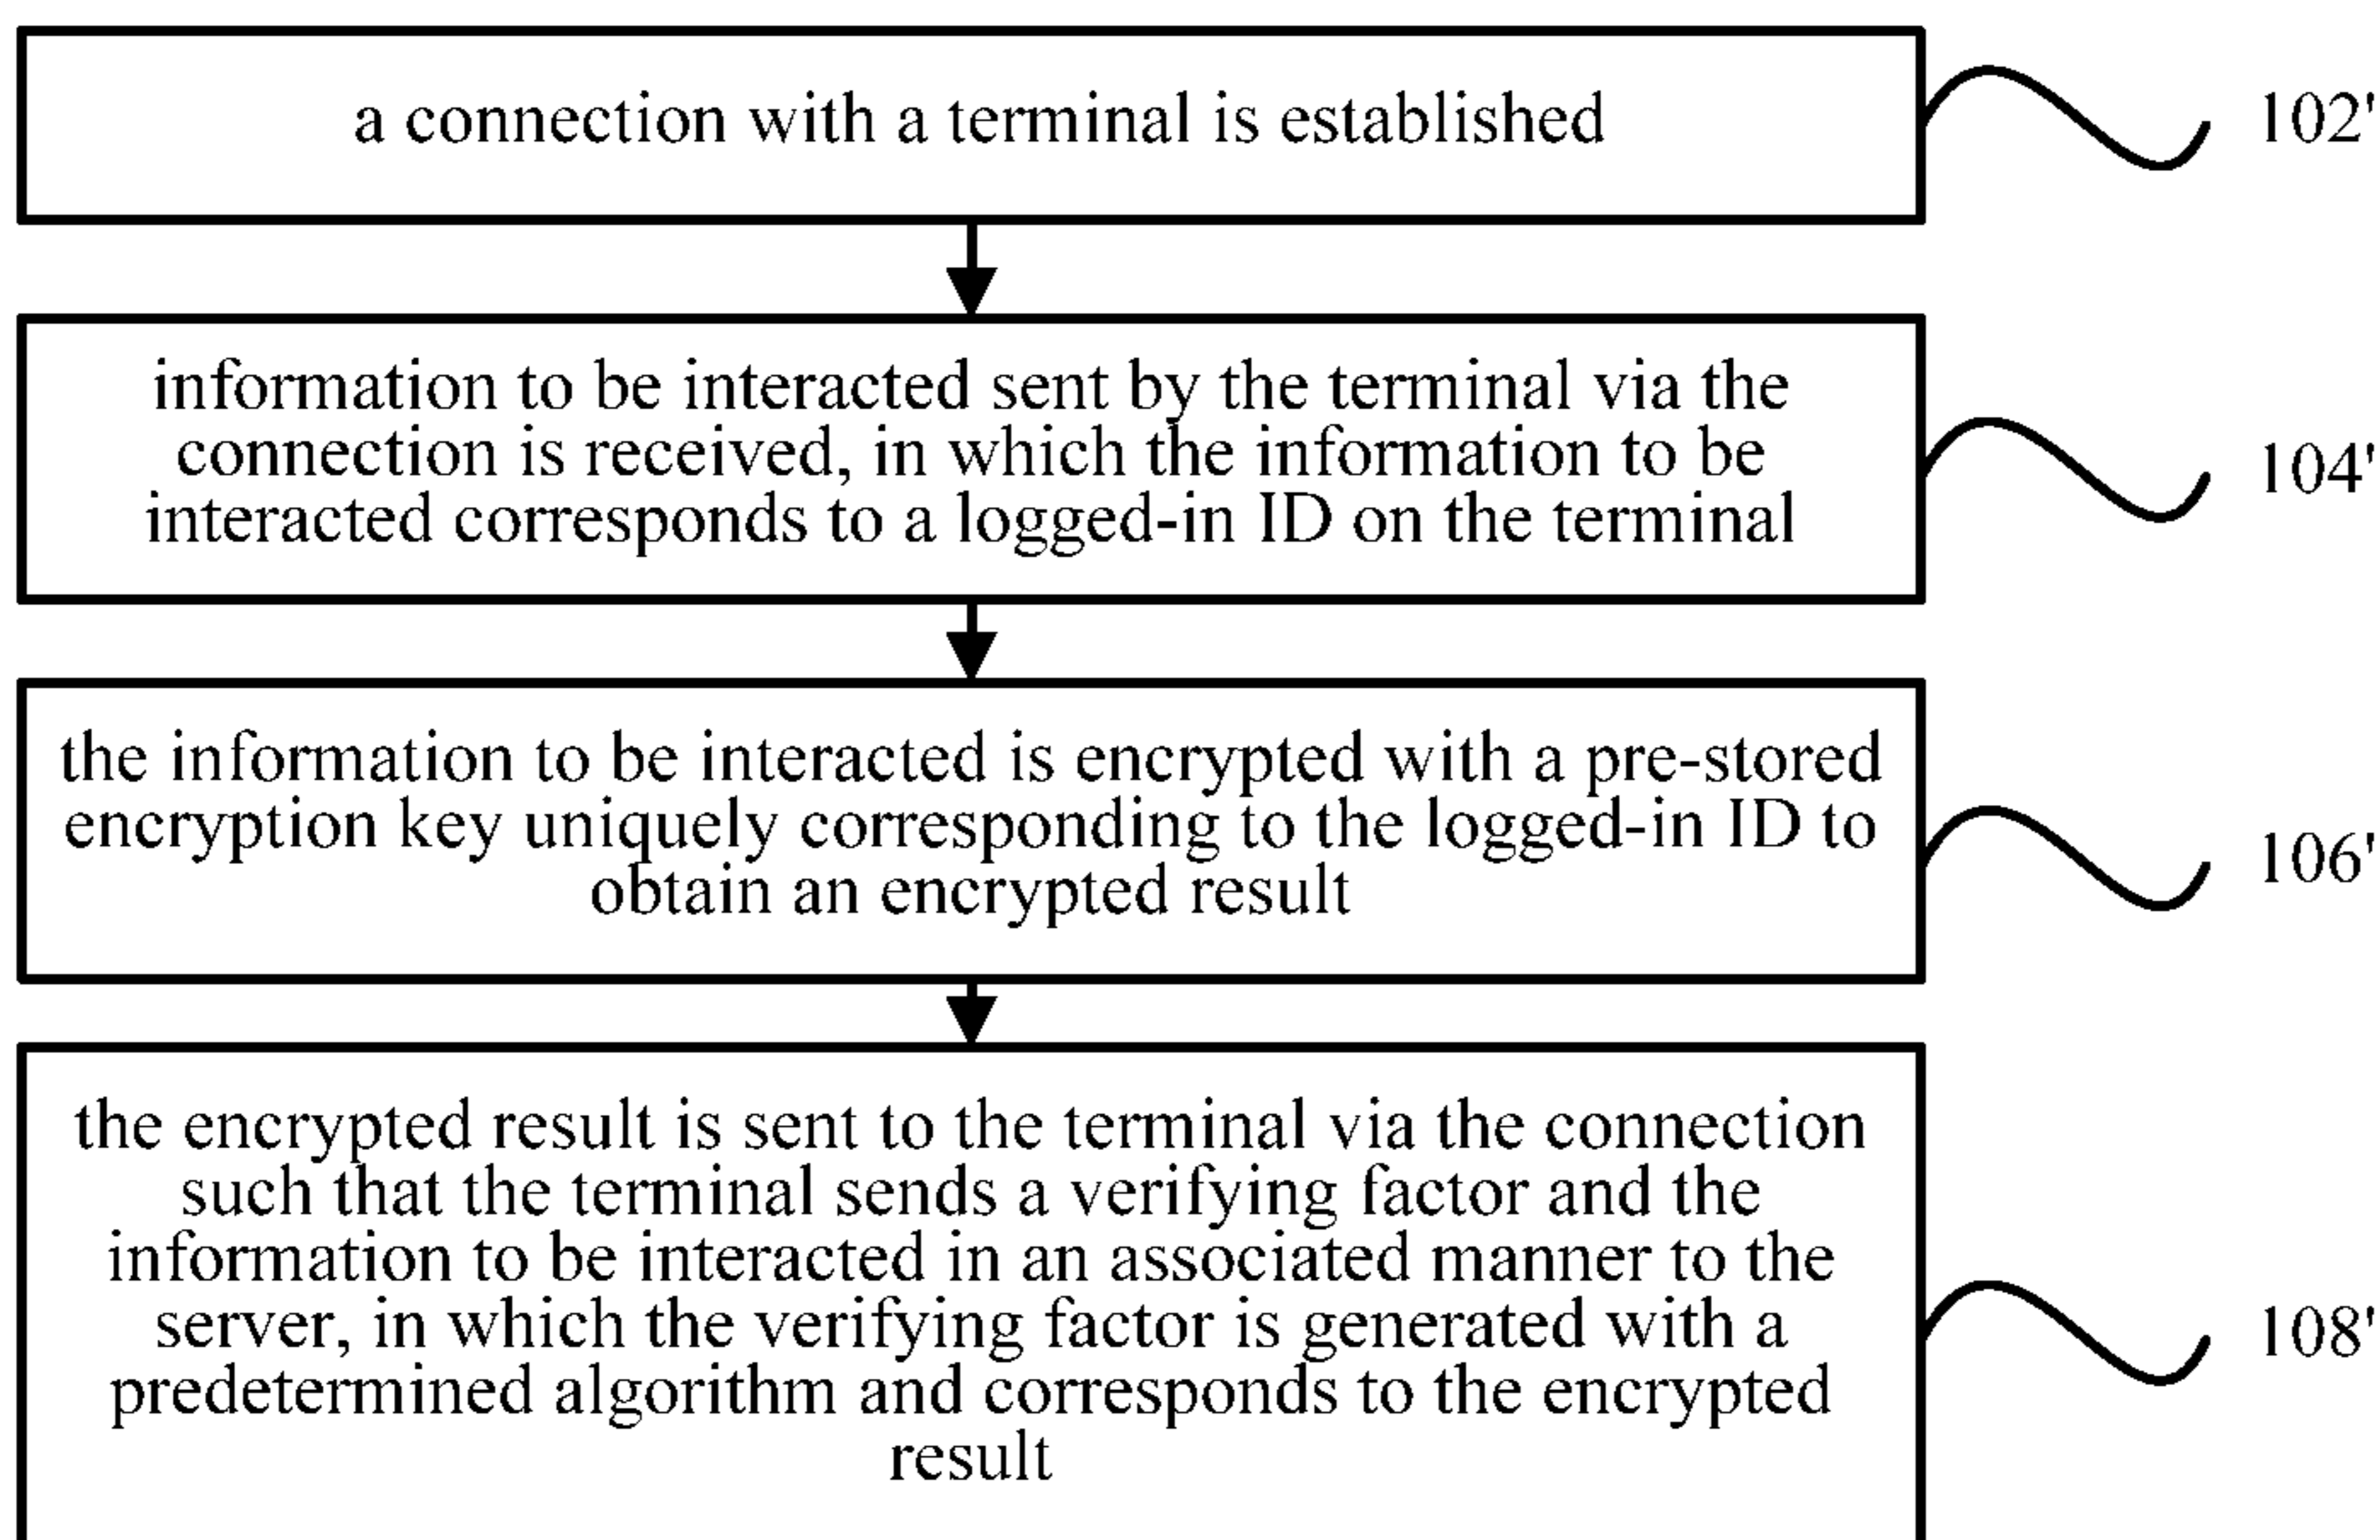 a connection with a terminal is established
102'
information to be interacted sent by the terminal via the
connection is received, in which the information to be
interacted corresponds to a logged-in ID on the terminal
104'
the information to be interacted is encrypted with a pre-stored
encryption key uniquely corresponding to the logged-in ID to
obtain an encrypted result
106'
the encrypted result is sent to the terminal via the connection
such that the terminal sends a verifying factor and the
information to be interacted in an associated manner to the
server, in which the verifying factor is generated with a
predetermined algorithm and corresponds to the encrypted
result
108'